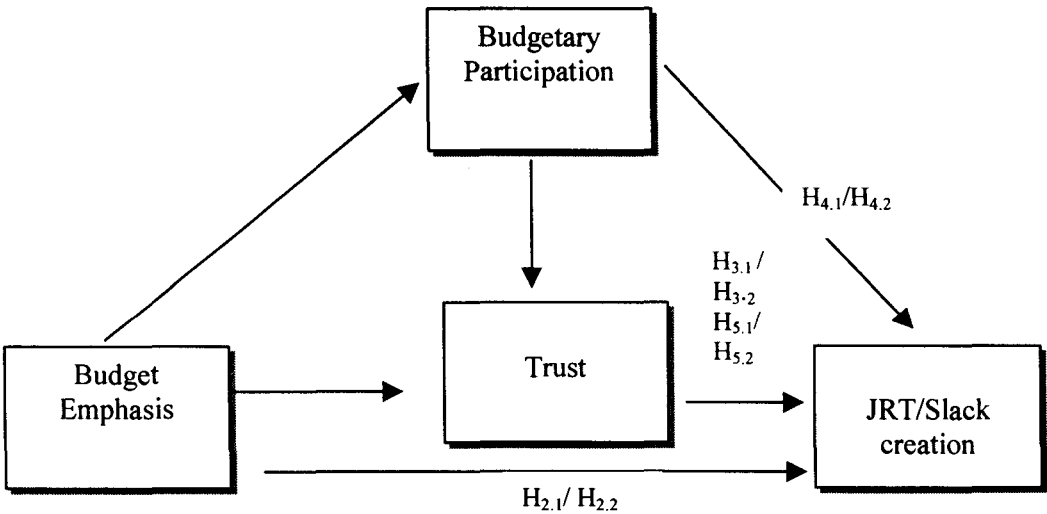 Budgetary
Participation
H4.1/H4.2
H3.1/
H3.2
H5.1/
H5.2
Trust
Budget
Emphasis
JRT/Slack
creation
H2.1/ H2.2